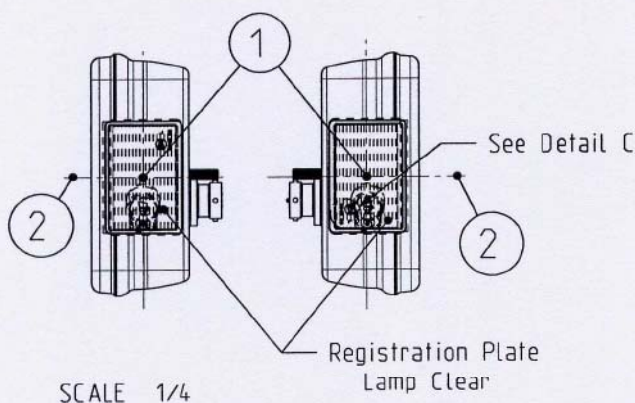 1
See Detail C
2
2
Registration Plate
Lamp Clear
SCALE 1/4